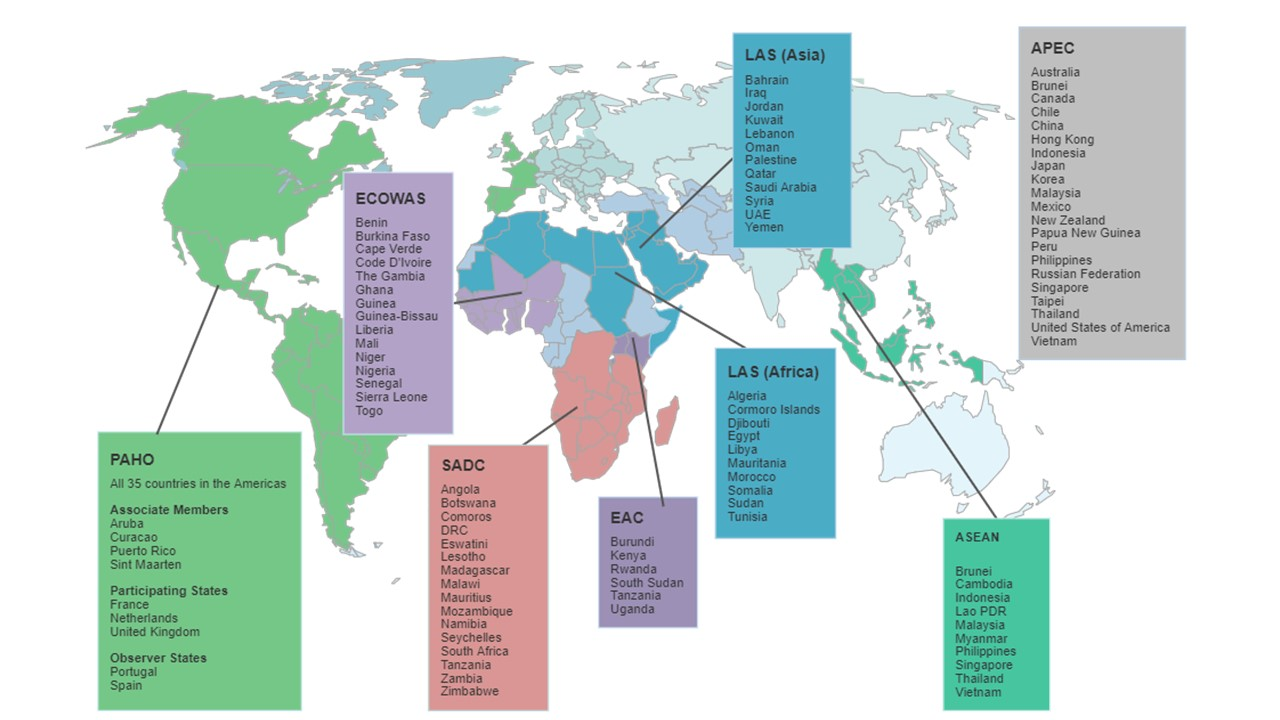 PAHO
All 35 countries in the Americas
Associate Members
Aruba
Curacao
Puerto Rico
Sint Maarten
Participating States
France
Netherlands
United Kingdom
Observer States
Portugal
Spain
ECOWAS
Benin
Burkina Faso
Cape Verde
Code D'Ivoire
The Gambia
Ghana
Guinea
Guinea-Bissau
Liberia
Mali
Niger
Nigeria
Senegal
Sierra Leone
Togo
SADC
Angola
Botswana
Comoros
DRC
Eswatini
Lesotho
Madagascar
Malawi
Mauritius
Mozambique
Namibia
Seychelles
South Africa
Tanzania
Zambia
Zimbabwe
EAC
Burundi
Kenya
Rwanda
South Sudan
Tanzania
Uganda
LAS (Asia)
Bahrain
Iraq
Jordan
Kuwait
Lebanon
Oman
Palestine
Qatar
Saudi Arabia
Syria
UAE
Yemen
LAS (Africa)
Algeria
Cormoro Islands
Djibouti
Egypt
Libya
Mauritania
Morocco
Somalia
Sudan
Tunisia
APEC
Australia
Brunei
Canada
Chile
China
Hong Kong
Indonesia
Japan
Korea
Malaysia
Mexico
New Zealand
Papua New Guinea
Peru
Philippines
Russian Federation
Singapore
Taipei
Thailand
United States of America
Vietnam
ASEAN
Brunei
Cambodia
Indonesia
Lao PDR
Malaysia
Myanmar
Philippines
Singapore
Thailand
Vietnam